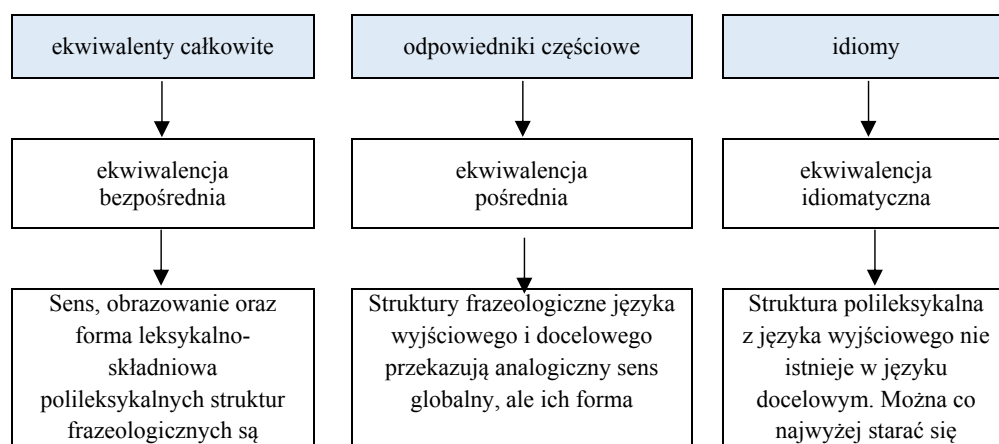 ekwiwalenty całkowite
odpowiedniki częściowe
idiomy
ekwiwalencja
bezpośrednia
ekwiwalencja
pośrednia
ekwiwalencja
idiomatyczna
Sens, obrazowanie oraz
forma leksykalno-
składniowa
polileksykalnych struktur
frazeologicznych są
Struktury frazeologiczne języka
wyjściowego i docelowego
przekazują analogiczny sens
globalny, ale ich forma
Struktura polileksykalna
z języka wyjściowego nie
istnieje w języku
docelowym. Można co
najwyżej starać się